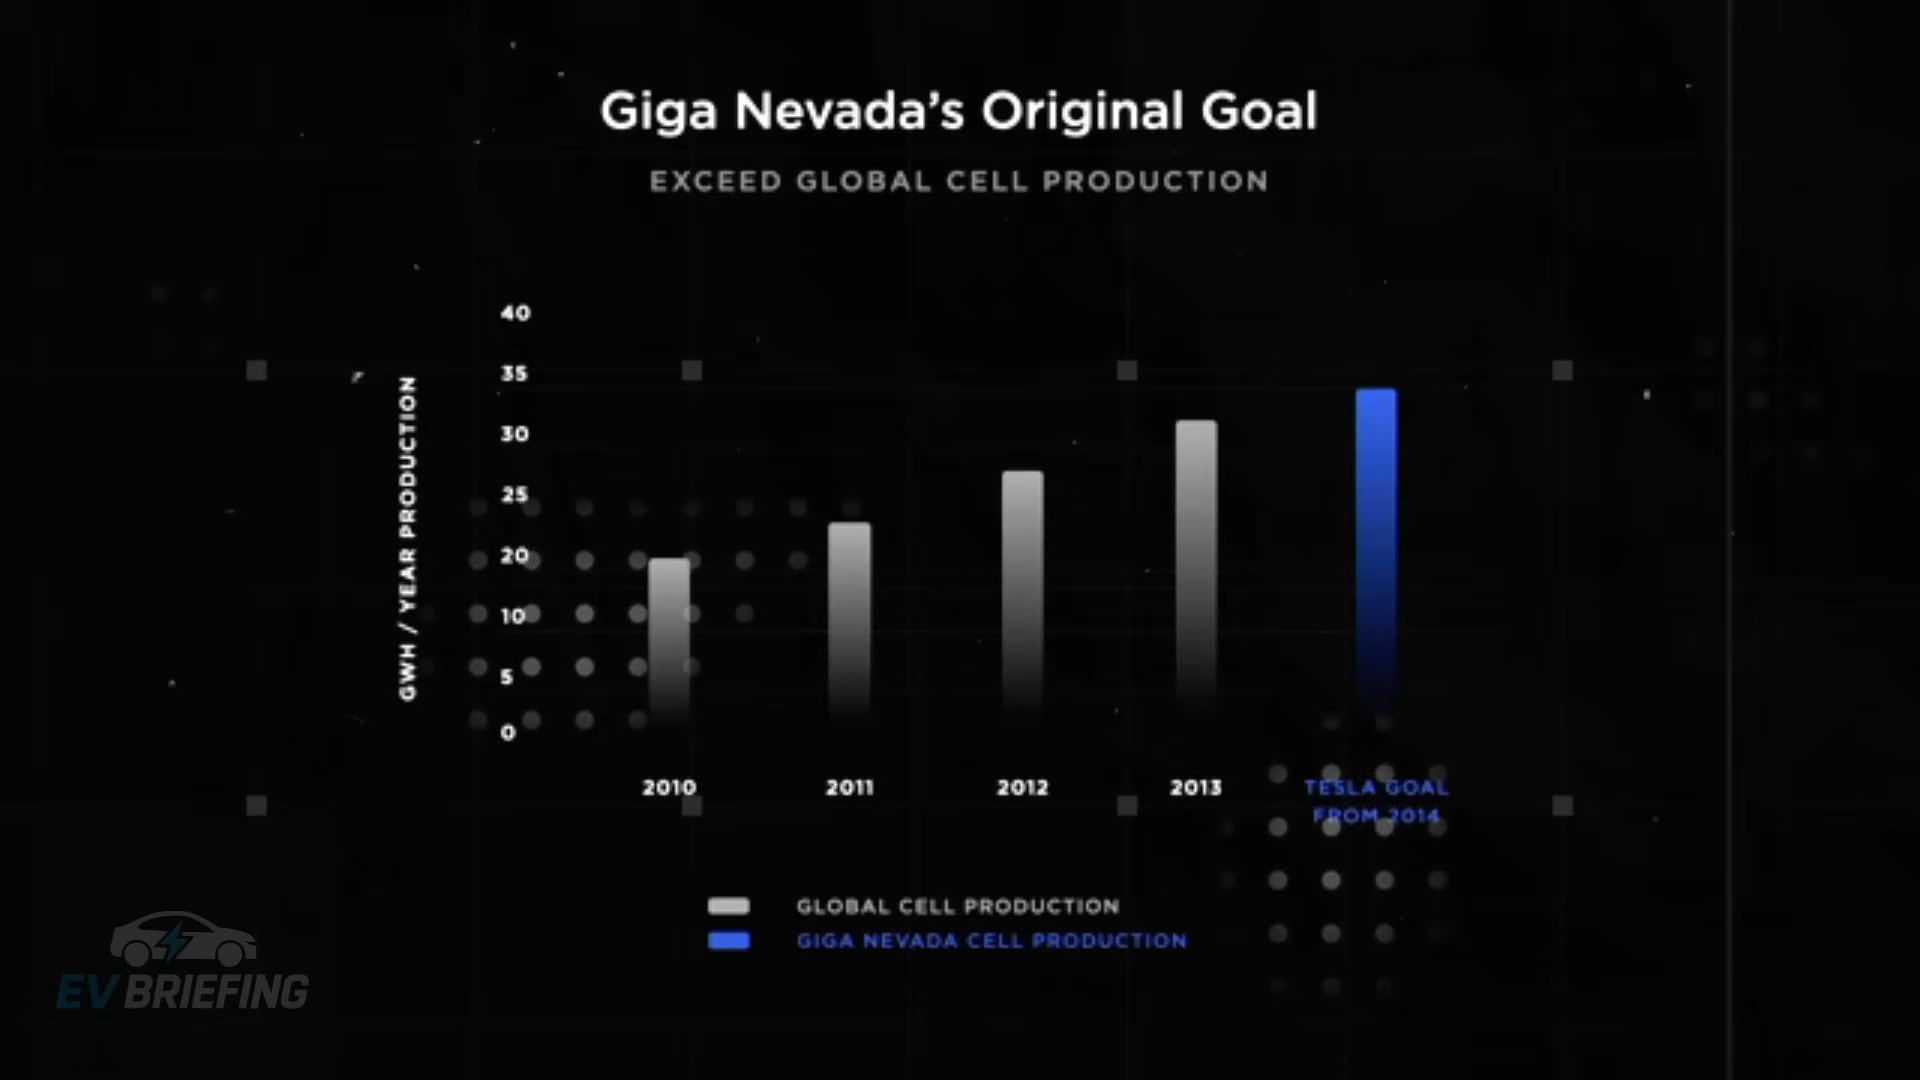 Giga Nevada's Original Goal
EXCEED GLOBAL CELL PRODUCTION
GWH / YEAR PRODUCTION
40
35
30
25
20
10
5
0
2010
2011
2012
2013
TESLA GOAL
FROM 2014
GLOBAL CELL PRODUCTION
GIGA NEVADA CELL PRODUCTION
EV BRIEFING